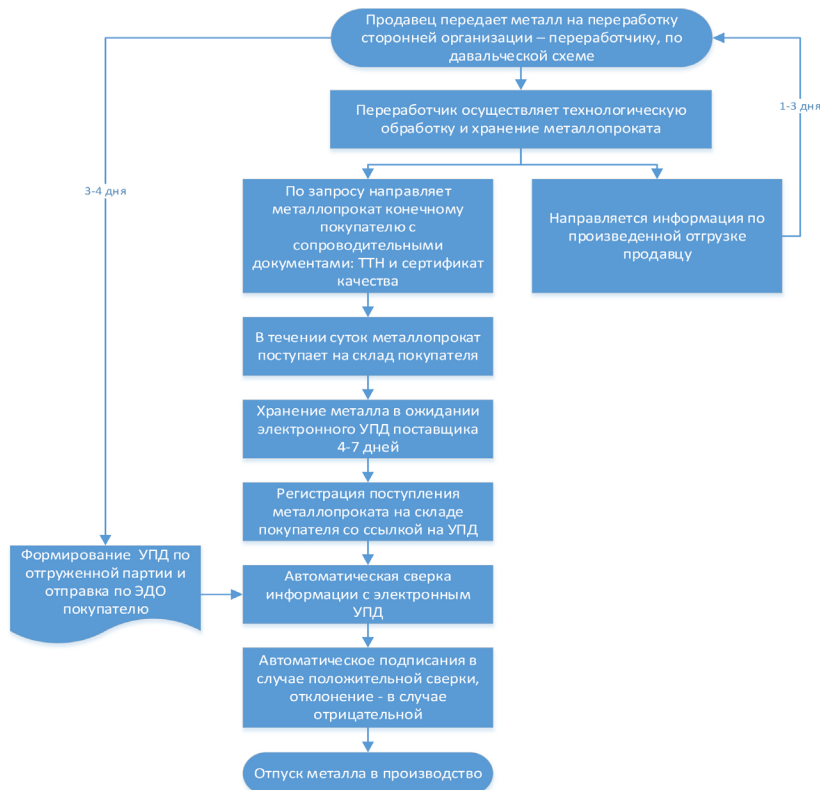 Продавец передает металл на переработку
сторонней организации – переработчику, по
давальческой схеме
1-3 дня
Переработчик осуществляет технологическую
обработку и хранение металлопроката
3-4 дня
По запросу направляет
металлопрокат конечному
покупателю с
сопроводительными
документами: ТТН и сертификат
качества
Направляется информация по
произведенной отгрузке
продавцу
В течении суток металлопрокат
поступает на склад покупателя
Хранение металла в ожидании
электронного УПД поставщика
4-7 дней
Регистрация поступления
металлопроката на складе
покупателя со ссылкой на УПД
Формирование УПД по
отгруженной партии и
отправка по ЭДО
покупателю
Автоматическая сверка
информации с электронным
УПД
Автоматическое подписания в
случае положительной сверки,
отклонение - в случае
отрицательной
Отпуск металла в производство